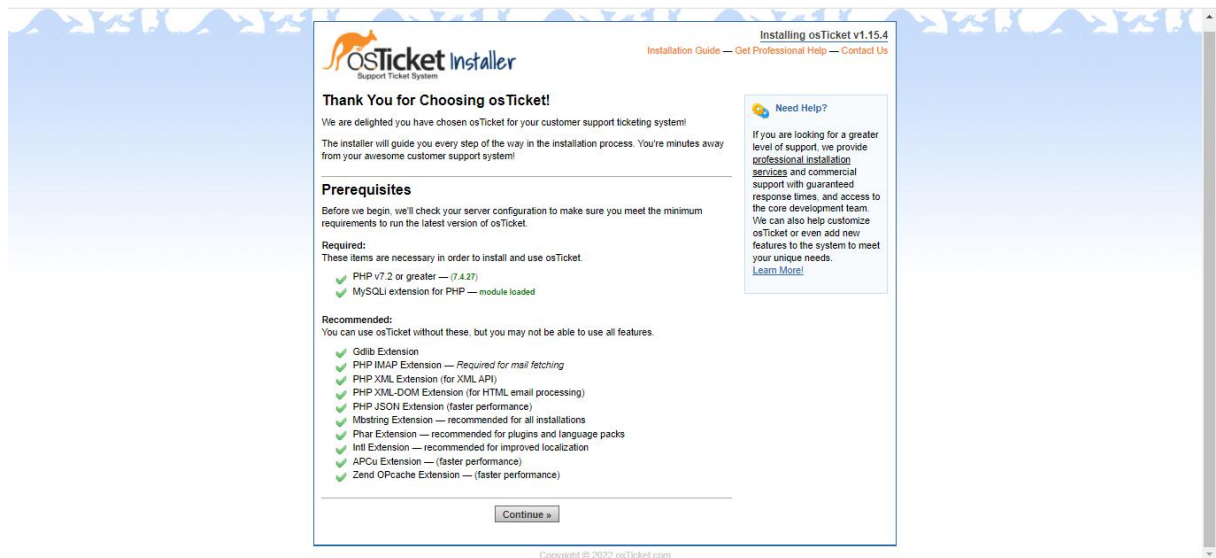 osTicket Installer
Support Ticket System
Installing osTicket v1.15.4
Installation Guide — Get Professional Help — Contact Us
Thank You for Choosing osTicket!
We are delighted you have chosen osTicket for your customer support ticketing system!
The installer will guide you every step of the way in the installation process. You're minutes away
from your awesome customer support system!
Prerequisites
Before we begin, we'll check your server configuration to make sure you meet the minimum
requirements to run the latest version of osTicket.
Required:
These items are necessary in order to install and use osTicket.
PHP v7.2 or greater — (7.4.27)
MySQLi extension for PHP — module loaded
Recommended:
You can use osTicket without these, but you may not be able to use all features.
Gdlib Extension
PHP IMAP Extension — Required for mail fetching
PHP XML Extension (for XML API)
PHP XML-DOM Extension (for HTML email processing)
PHP JSON Extension (faster performance)
Mbstring Extension — recommended for all installations
Phar Extension — recommended for plugins and language packs
Intl Extension — recommended for improved localization
APCu Extension — (faster performance)
Zend OPcache Extension — (faster performance)
Continue »
Need Help?
If you are looking for a greater
level of support, we provide
professional installation
services and commercial
support with guaranteed
response times, and access to
the core development team.
We can also help customize
osTicket or even add new
features to the system to meet
your unique needs.
Learn More!
Copyright © 2022 osTicket.com